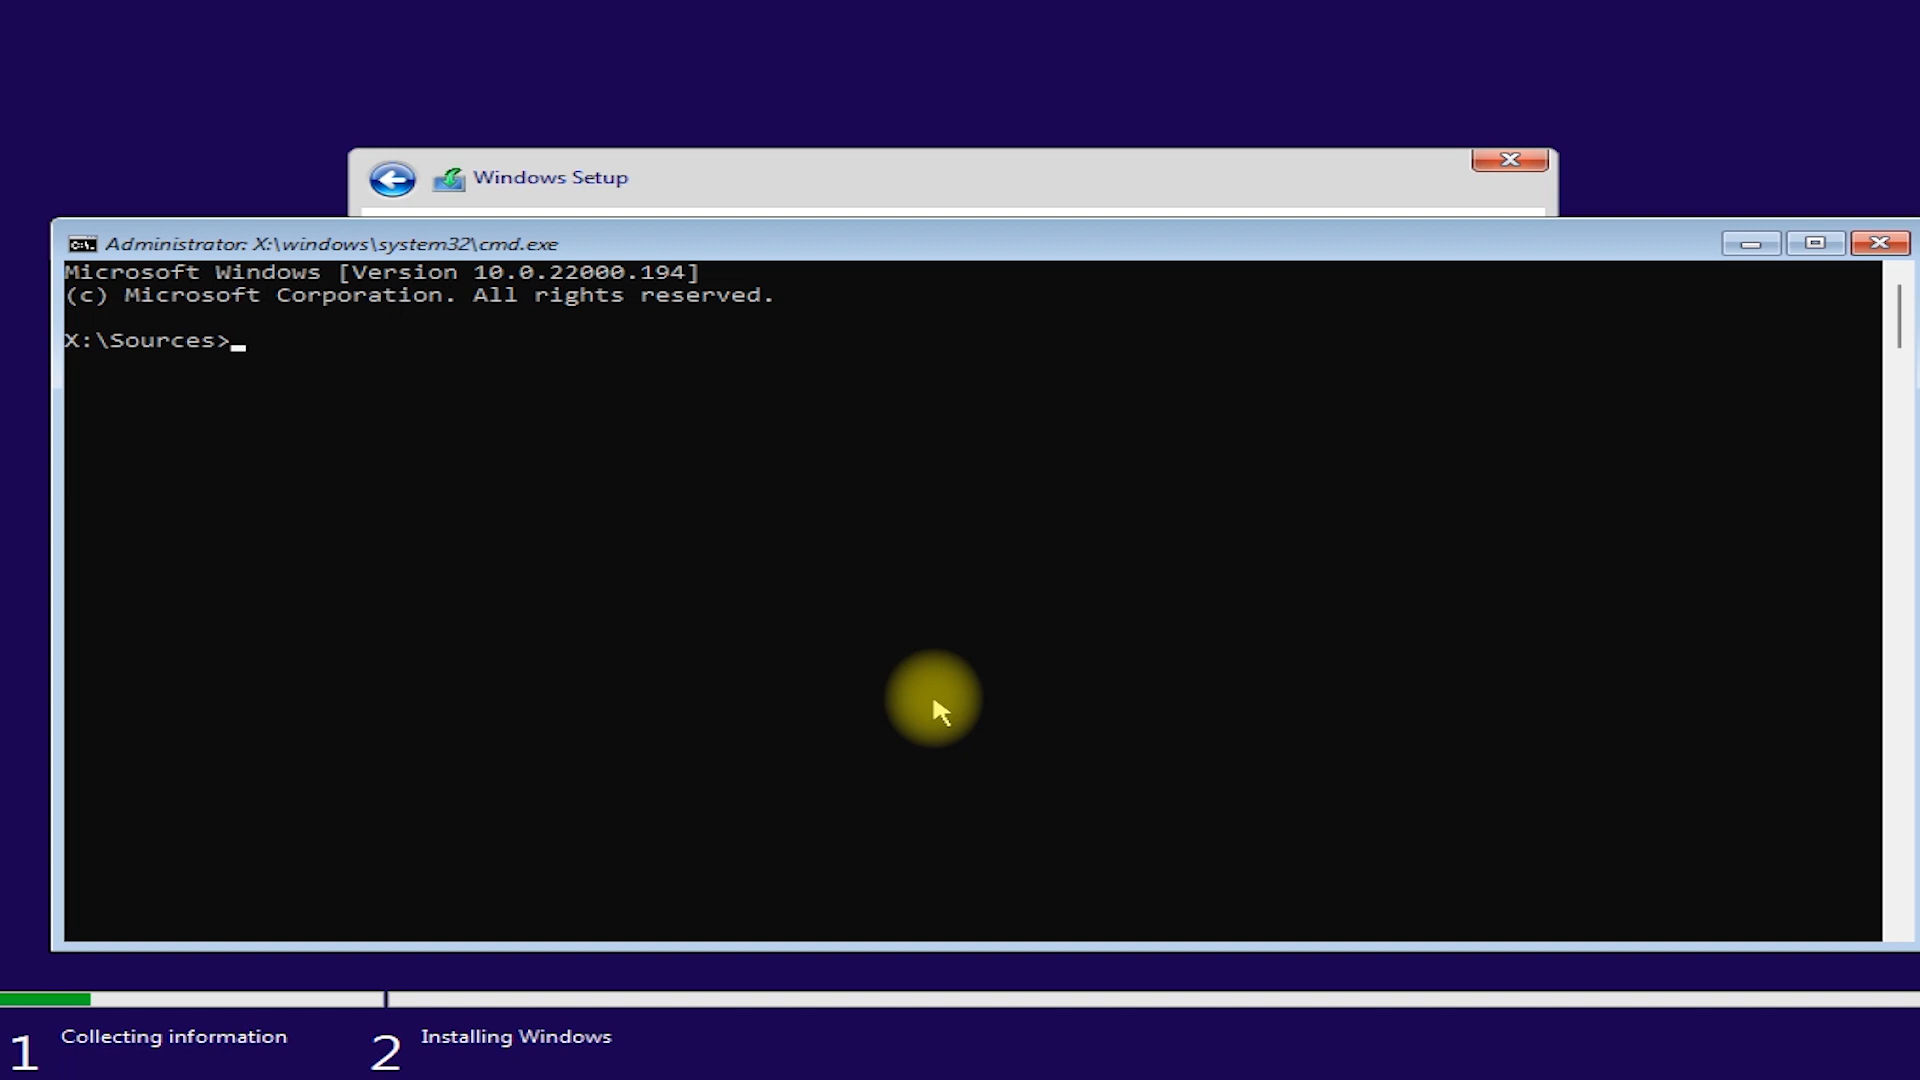 Windows Setup
Administrator: X:\windows\system32\cmd.exe
Microsoft Windows [Version 10.0.22000.194]
(c) Microsoft Corporation. All rights reserved.
X:\Sources>
1 Collecting information
2 Installing Windows